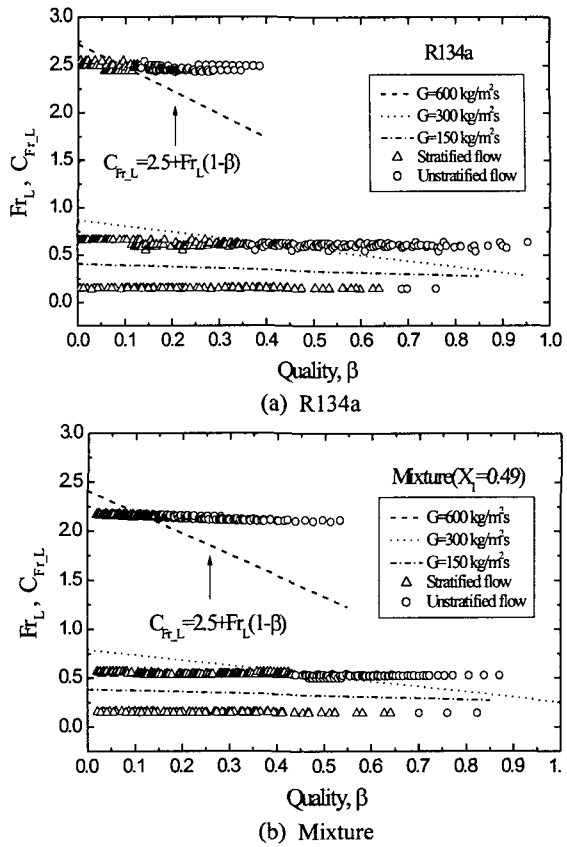 (a)
3.0
2.5
2.0
1.5
1.0
0.5
0.0
Fr_L , C_Fr_L
R134a
G=600 kg/m²s
G=300 kg/m²s
G=150 kg/m²s
Stratified flow
Unstratified flow
C_Fr_L=2.5+Fr_L(1-β)
0.0 0.1 0.2 0.3 0.4 0.5 0.6 0.7 0.8 0.9 1.0
Quality, β
(a) R134a
3.0
2.5
2.0
1.5
1.0
0.5
0.0
Fr_L , C_Fr_L
Mixture(X_1=0.49)
G=600 kg/m²s
G=300 kg/m²s
G=150 kg/m²s
Stratified flow
Unstratified flow
C_Fr_L=2.5+Fr_L(1-β)
0.0 0.1 0.2 0.3 0.4 0.5 0.6 0.7 0.8 0.9 1.
Quality, β
(b) Mixture